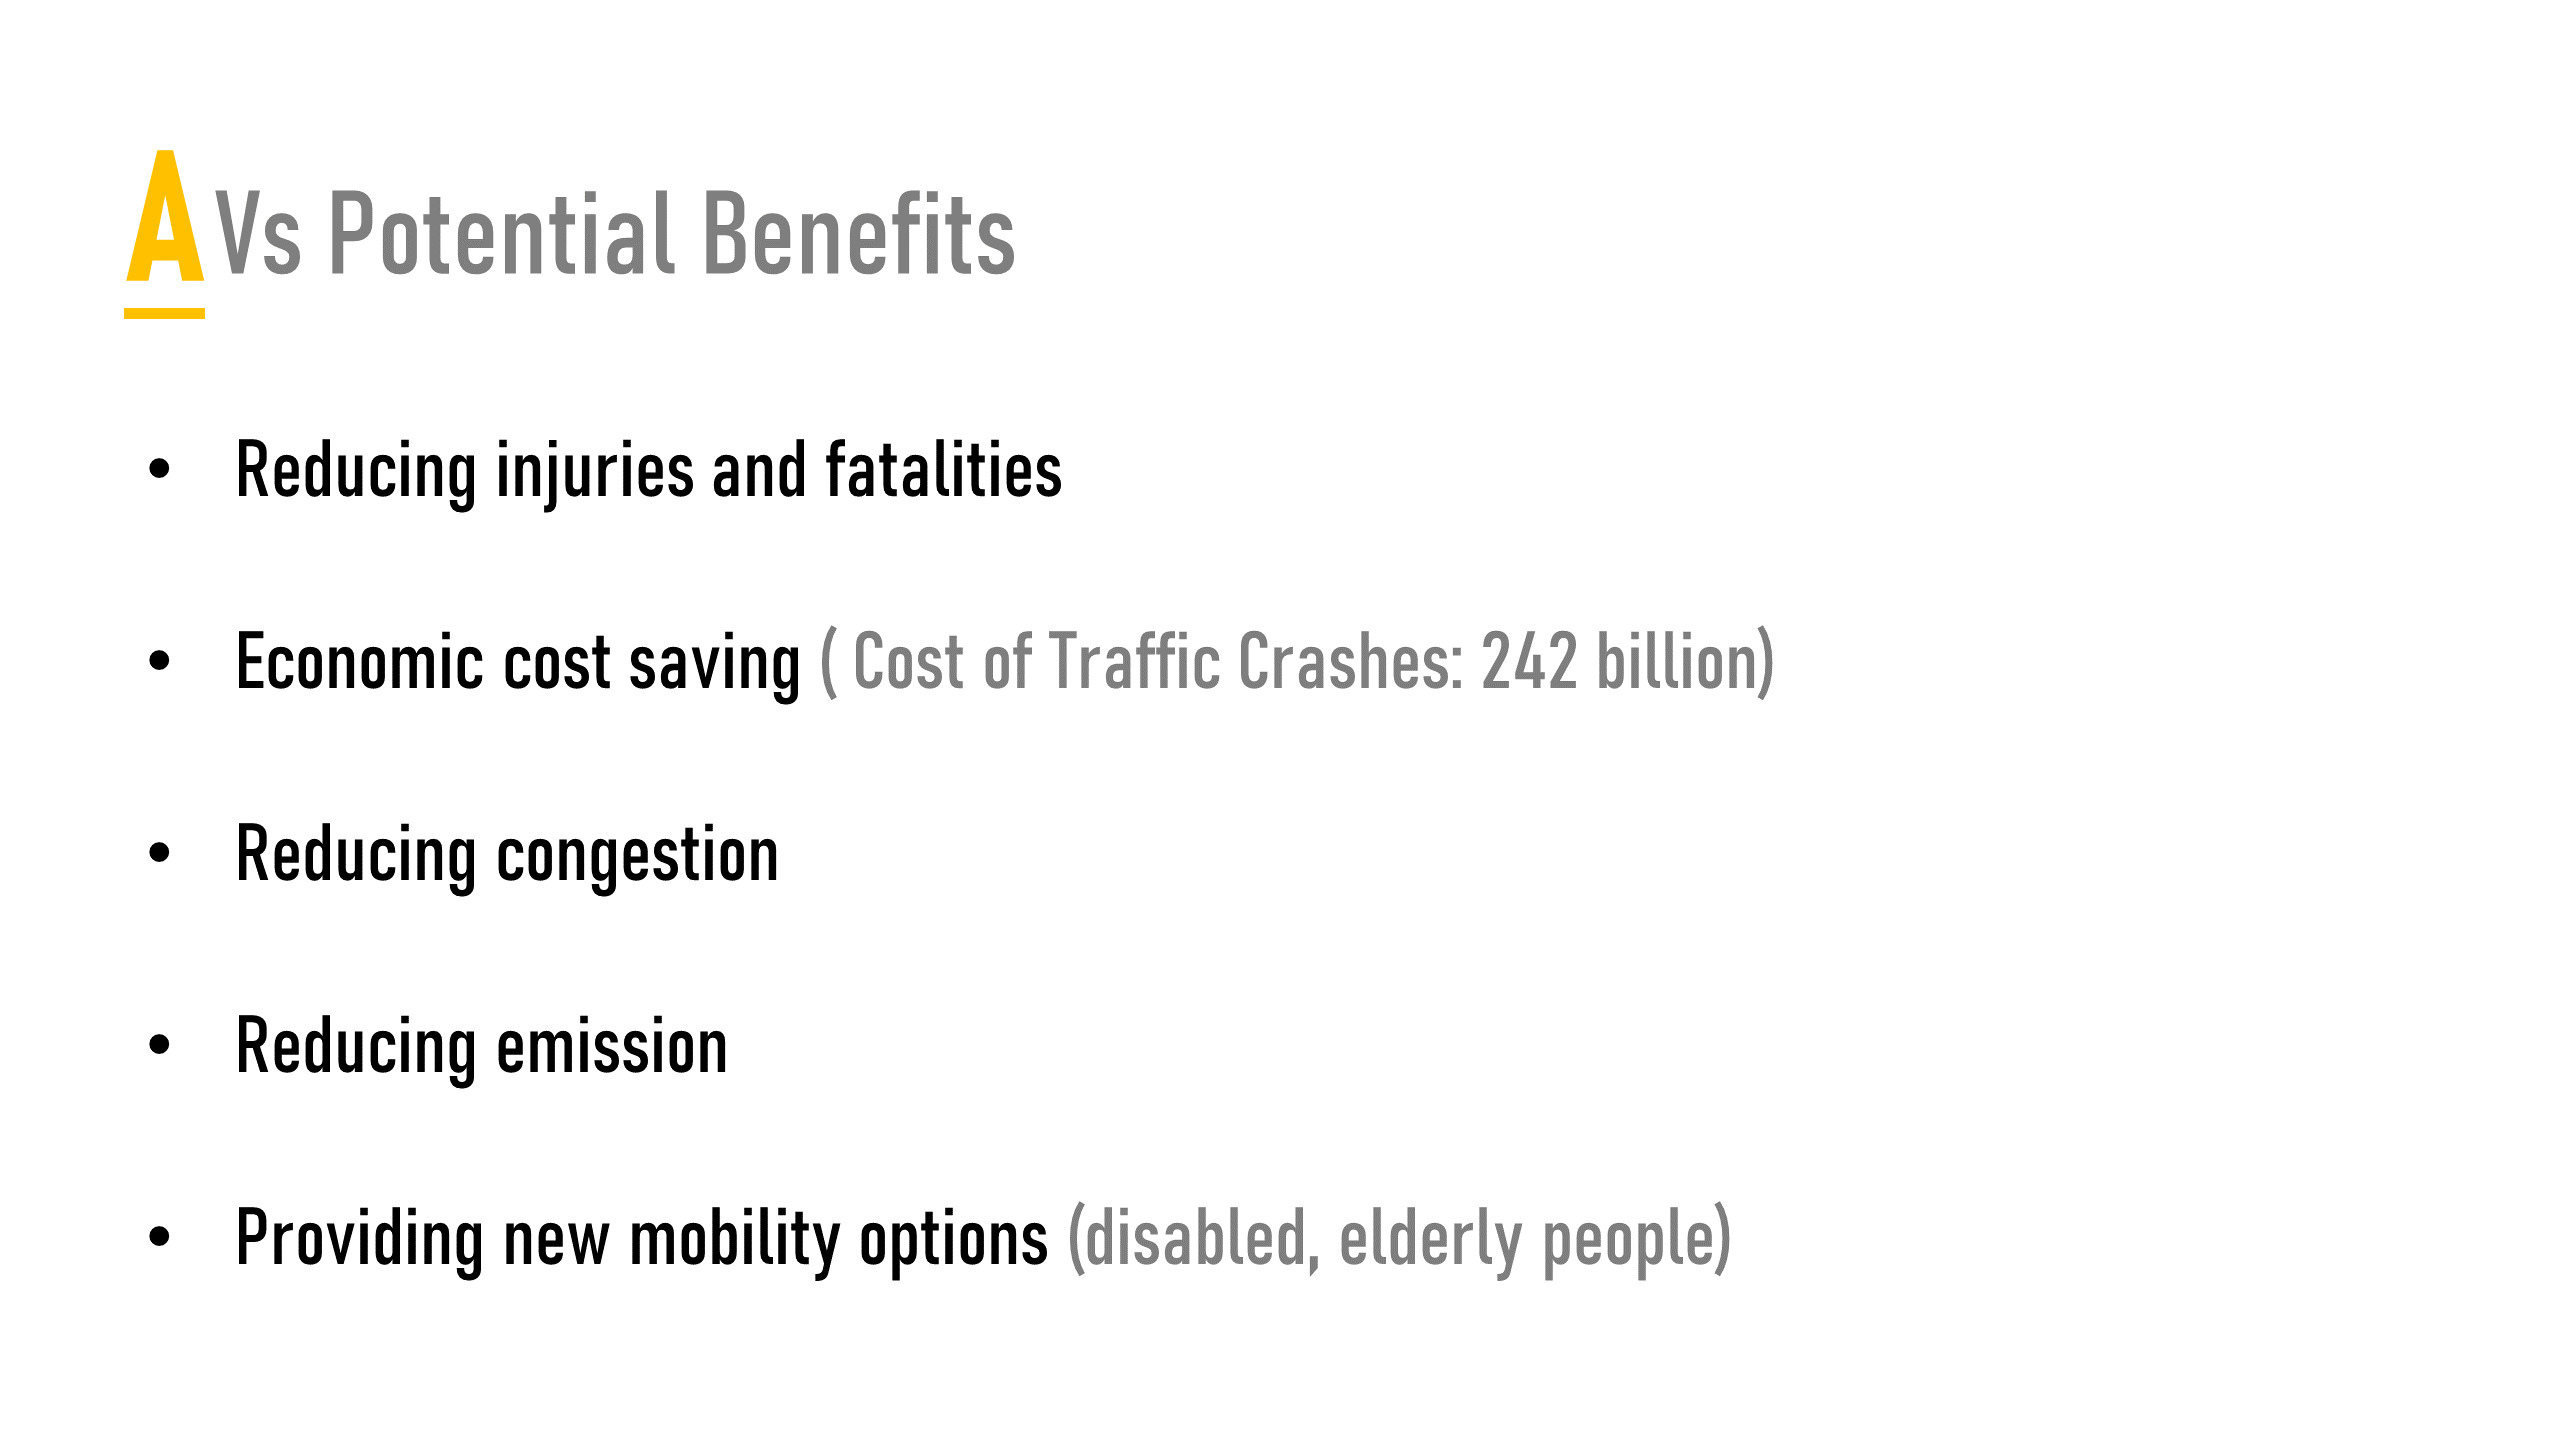 AVs Potential Benefits
• Reducing injuries and fatalities
• Economic cost saving ( Cost of Traffic Crashes: 242 billion)
• Reducing congestion
• Reducing emission
• Providing new mobility options (disabled, elderly people)